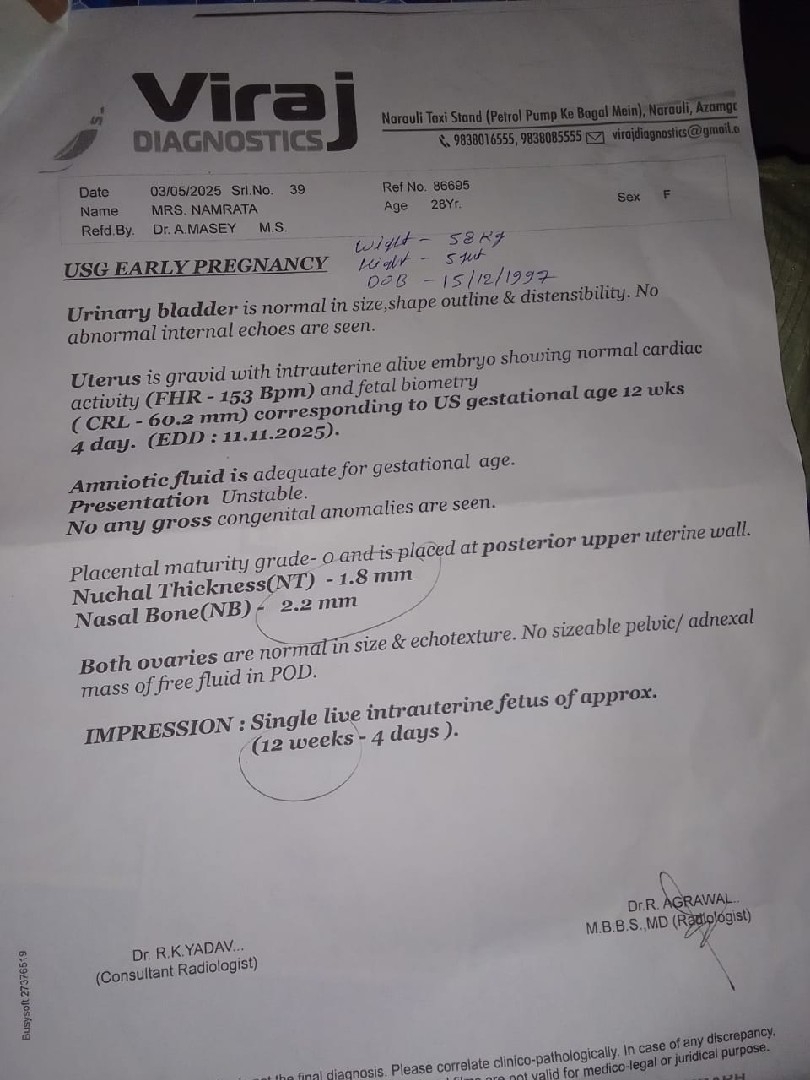 Viraj
DIAGNOSTICS
Narauli Taxi Stand (Petrol Pump Ke Bagal Mein), Narauli, Azamgc
9838016555, 9838085555 virajdiagnostics@gmail.c
Date 03/05/2025 Srl.No. 39 Ref No. 86695
Name MRS. NAMRATA Age 28Yr. Sex F
Refd.By. Dr. A.MASEY M.S.
Wight - 58 Kg
Hight - 5
DOB - 15/12/1997
USG EARLY PREGNANCY
Urinary bladder is normal in size,shape outline & distensibility. No
abnormal internal echoes are seen.
Uterus is gravid with intrauterine alive embryo showing normal cardiac
activity (FHR - 153 Bpm) and fetal biometry
( CRL - 60.2 mm) corresponding to US gestational age 12 wks
4 day. (EDD : 11.11.2025).
Amniotic fluid is adequate for gestational age.
Presentation Unstable.
No any gross congenital anomalies are seen.
Placental maturity grade- 0 and is placed at posterior upper uterine wall.
Nuchal Thickness(NT) - 1.8 mm
Nasal Bone(NB) - 2.2 mm
Both ovaries are normal in size & echotexture. No sizeable pelvic/ adnexal
mass of free fluid in POD.
IMPRESSION : Single live intrauterine fetus of approx.
(12 weeks - 4 days ).
Dr. R.K.YADAV...
(Consultant Radiologist)
Dr.R. AGRAWAL..
M.B.B.S.,MD (Radiologist)
Busysoft 27376519
the final diagnosis. Please correlate clinico-pathologically. In case of any discrepancy,
are not valid for medico-legal or juridical purpose.